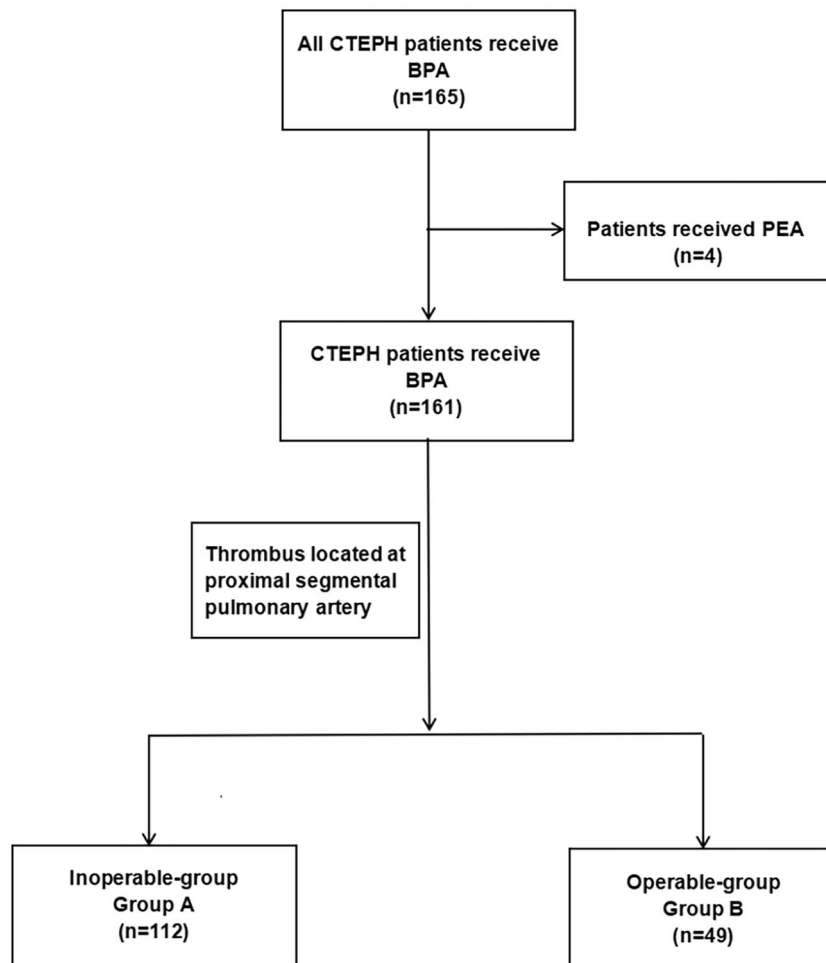 All CTEPH patients receive
BPA
(n=165)
Patients received PEA
(n=4)
CTEPH patients receive
BPA
(n=161)
Thrombus located at
proximal segmental
pulmonary artery
Inoperable-group
Group A
(n=112)
Operable-group
Group B
(n=49)